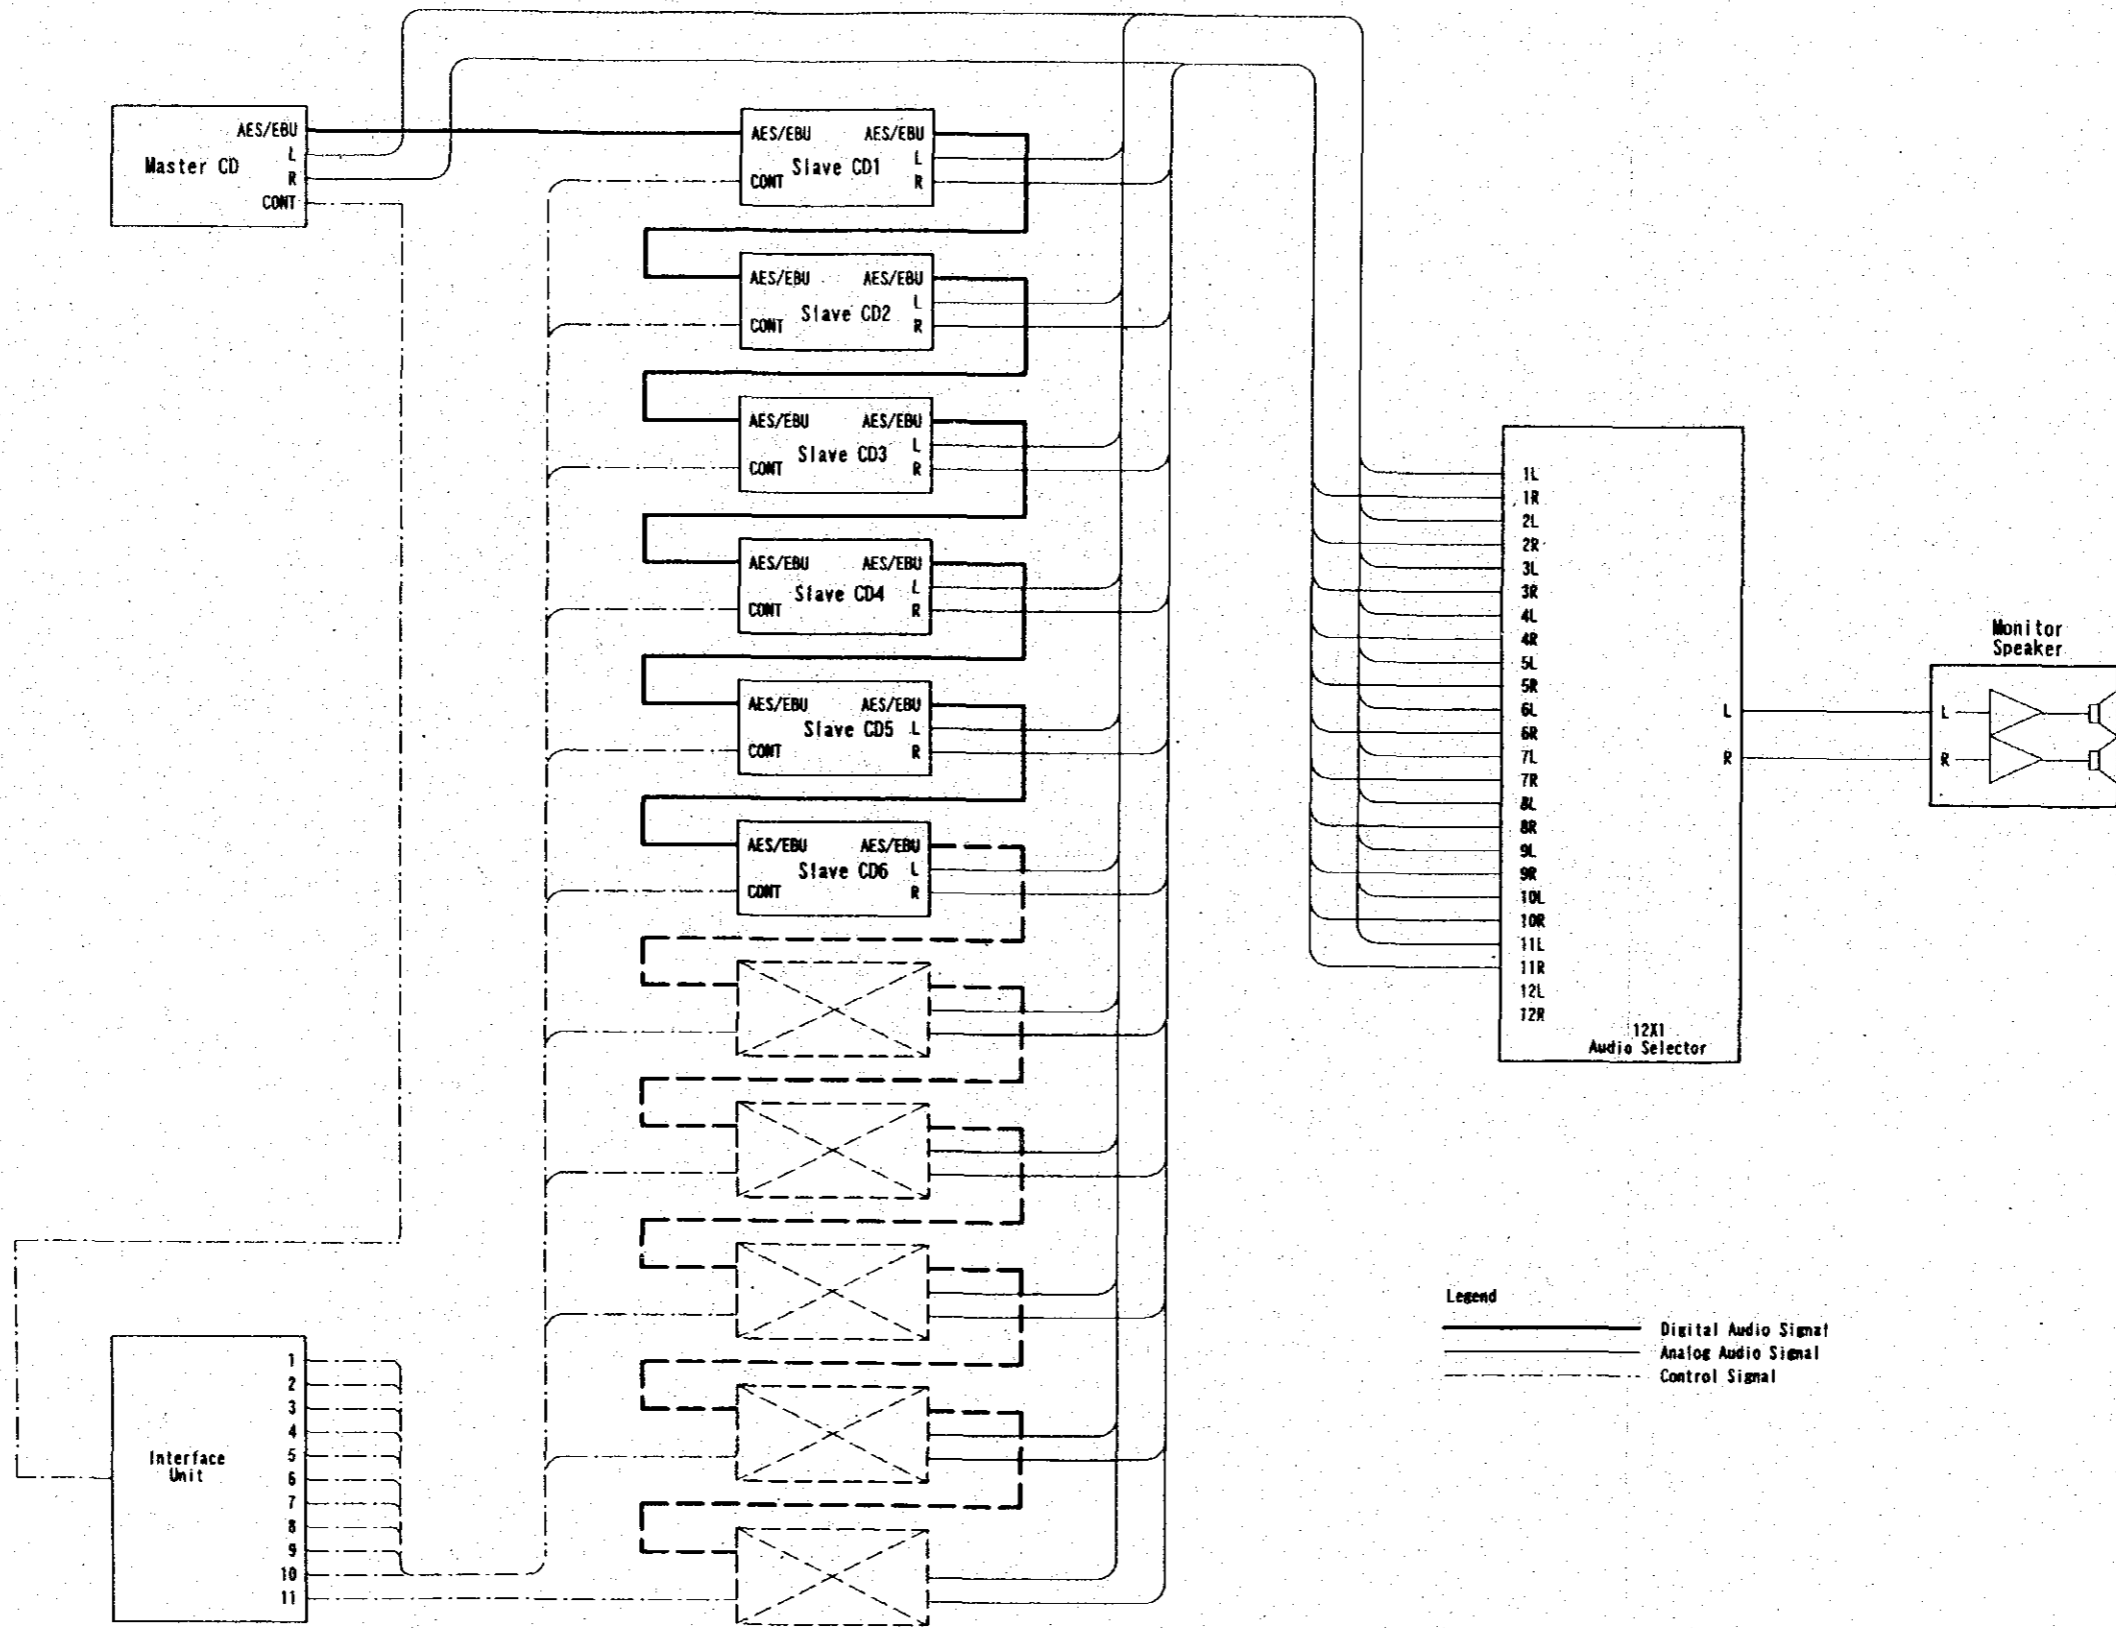 AES/EBU
L
Master CD
R
CONT
AES/EBU AES/EBU
L
Slave CD1
CONT R
AES/EBU AES/EBU
L
Slave CD2
CONT R
AES/EBU AES/EBU
L
Slave CD3
CONT R
AES/EBU AES/EBU
L
Slave CD4
CONT R
AES/EBU AES/EBU
Slave CD5 L
CONT R
AES/EBU AES/EBU
Slave CD6 L
CONT R
1L
1R
2L
2R
3L
3R
4L
4R
5L
5R
6L
6R
7L
7R
8L
8R
9L
9R
10L
10R
11L
11R
12L
12R
L
R
12X1
Audio Selector
Monitor
Speaker
L
R
Legend
Digital Audio Signal
Analog Audio Signal
Control Signal
Interface
Unit
1
2
3
4
5
6
7
8
9
10
11